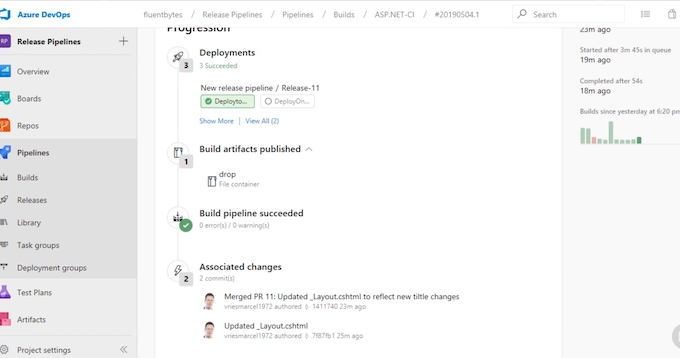 Azure DevOps
fluentbytes / Release Pipelines / Pipelines / Builds / ASP.NET-CI / #20190504.1
Search
RP Release Pipelines
Overview
Boards
Repos
Pipelines
Builds
Releases
Library
Task groups
Deployment groups
Test Plans
Artifacts
Project settings
Progression
3
Deployments
3 Succeeded
New release pipeline / Release-11
Deployto...
DeployOn...
Show More | View All (2)
1
Build artifacts published
drop
File container
Build pipeline succeeded
0 error(s) / 0 warning(s)
2
Associated changes
2 commit(s)
Merged PR 11: Updated _Layout.cshtml to reflect new tiltle changes
vriesmarcel1972 authored 1411740 23m ago
Updated _Layout.cshtml
vriesmarcel1972 authored 7f87fb1 25m ago
23m ago
Started after 3m 45s in queue
19m ago
Completed after 54s
18m ago
Builds since yesterday at 6:20 pm